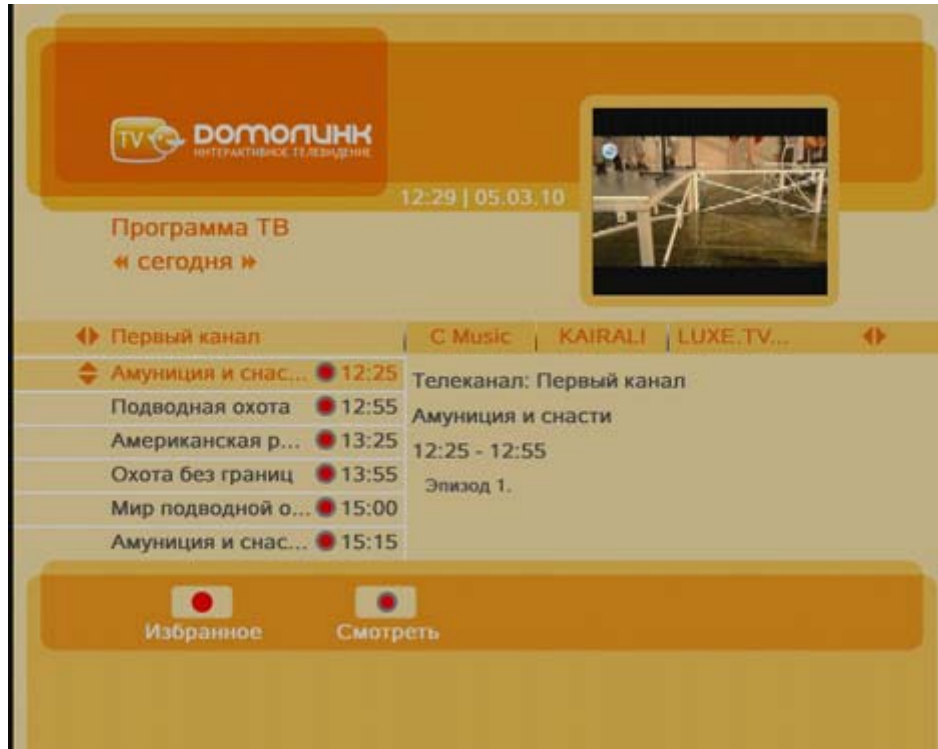 TV ДОМОЛИНК
ИНТЕРАКТИВНОЕ ТЕЛЕВИДЕНИЕ
12:29 | 05.03.10
Программа ТВ
сегодня
Первый канал | C Music | KAIRALI | LUXE.TV...
Амуниция и снас... 12:25
Подводная охота 12:55
Американская р... 13:25
Охота без границ 13:55
Мир подводной о... 15:00
Амуниция и снас... 15:15
Телеканал: Первый канал
Амуниция и снасти
12:25 - 12:55
Эпизод 1.
Избранное Смотреть